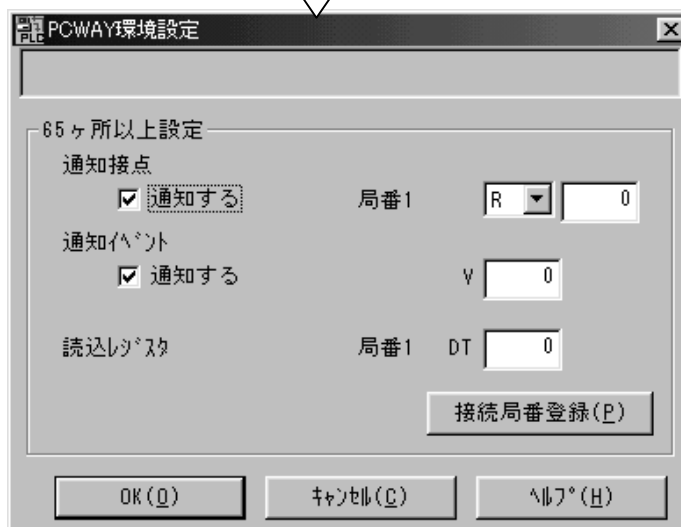 PLC PCWAY環境設定
65ヶ所以上設定
通知接点
通知する 局番1 R 0
通知ｲﾍﾞﾝﾄ
通知する V 0
読込ﾚｼﾞｽﾀ 局番1 DT 0
接続局番登録(P)
OK(O) ｷｬﾝｾﾙ(C) ﾍﾙﾌﾟ(H)